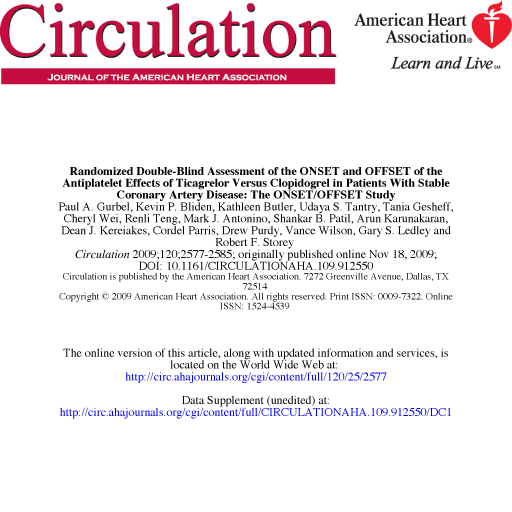 Circulation
JOURNAL OF THE AMERICAN HEART ASSOCIATION
American Heart
Association®
Learn and Live℠
Randomized Double-Blind Assessment of the ONSET and OFFSET of the
Antiplatelet Effects of Ticagrelor Versus Clopidogrel in Patients With Stable
Coronary Artery Disease: The ONSET/OFFSET Study
Paul A. Gurbel, Kevin P. Bliden, Kathleen Butler, Udaya S. Tantry, Tania Gesheff,
Cheryl Wei, Renli Teng, Mark J. Antonino, Shankar B. Patil, Arun Karunakaran,
Dean J. Kereiakes, Cordel Parris, Drew Purdy, Vance Wilson, Gary S. Ledley and
Robert F. Storey
Circulation 2009;120;2577-2585; originally published online Nov 18, 2009;
DOI: 10.1161/CIRCULATIONAHA.109.912550
Circulation is published by the American Heart Association. 7272 Greenville Avenue, Dallas, TX
72514
Copyright © 2009 American Heart Association. All rights reserved. Print ISSN: 0009-7322. Online
ISSN: 1524-4539
The online version of this article, along with updated information and services, is
located on the World Wide Web at:
http://circ.ahajournals.org/cgi/content/full/120/25/2577
Data Supplement (unedited) at:
http://circ.ahajournals.org/cgi/content/full/CIRCULATIONAHA.109.912550/DC1